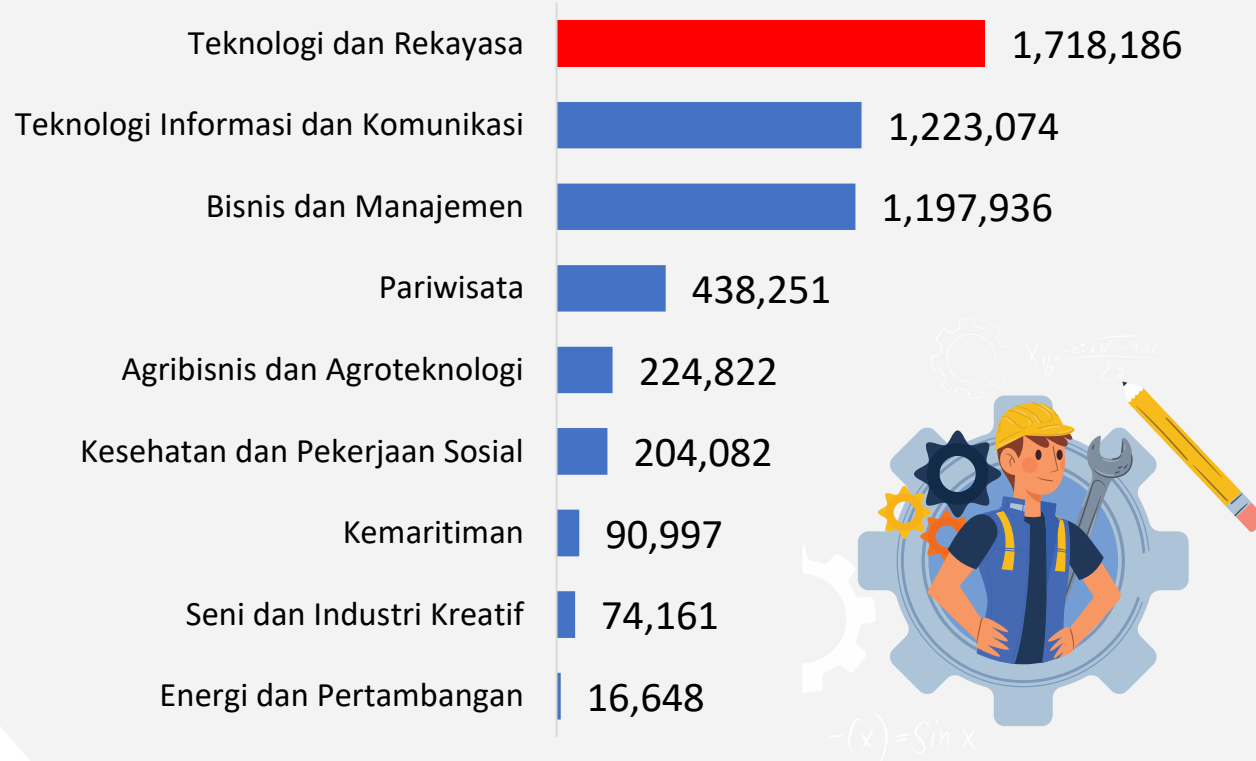 Teknologi dan Rekayasa 1,718,186
Teknologi Informasi dan Komunikasi 1,223,074
Bisnis dan Manajemen 1,197,936
Pariwisata 438,251
Agribisnis dan Agroteknologi 224,822
Kesehatan dan Pekerjaan Sosial 204,082
Kemaritiman 90,997
Seni dan Industri Kreatif 74,161
Energi dan Pertambangan 16,648
-(x) = Sin x